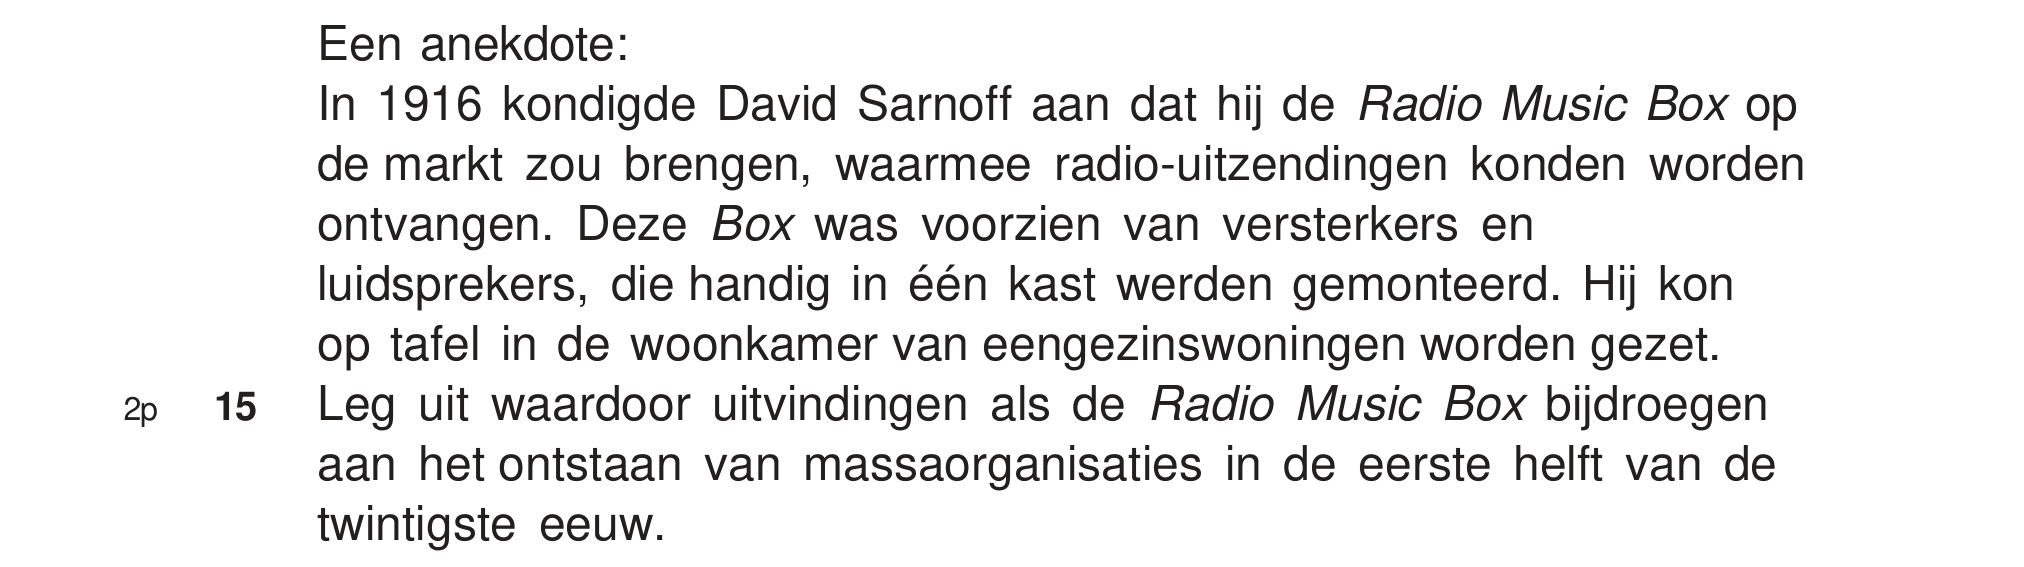 Een anekdote:
In 1916 kondigde David Sarnoff aan dat hij de Radio Music Box op
de markt zou brengen, waarmee radio-uitzendingen konden worden
ontvangen. Deze Box was voorzien van versterkers en
luidsprekers, die handig in één kast werden gemonteerd. Hij kon
op tafel in de woonkamer van eengezinswoningen worden gezet.
2p 15 Leg uit waardoor uitvindingen als de Radio Music Box bijdroegen
aan het ontstaan van massaorganisaties in de eerste helft van de
twintigste eeuw.